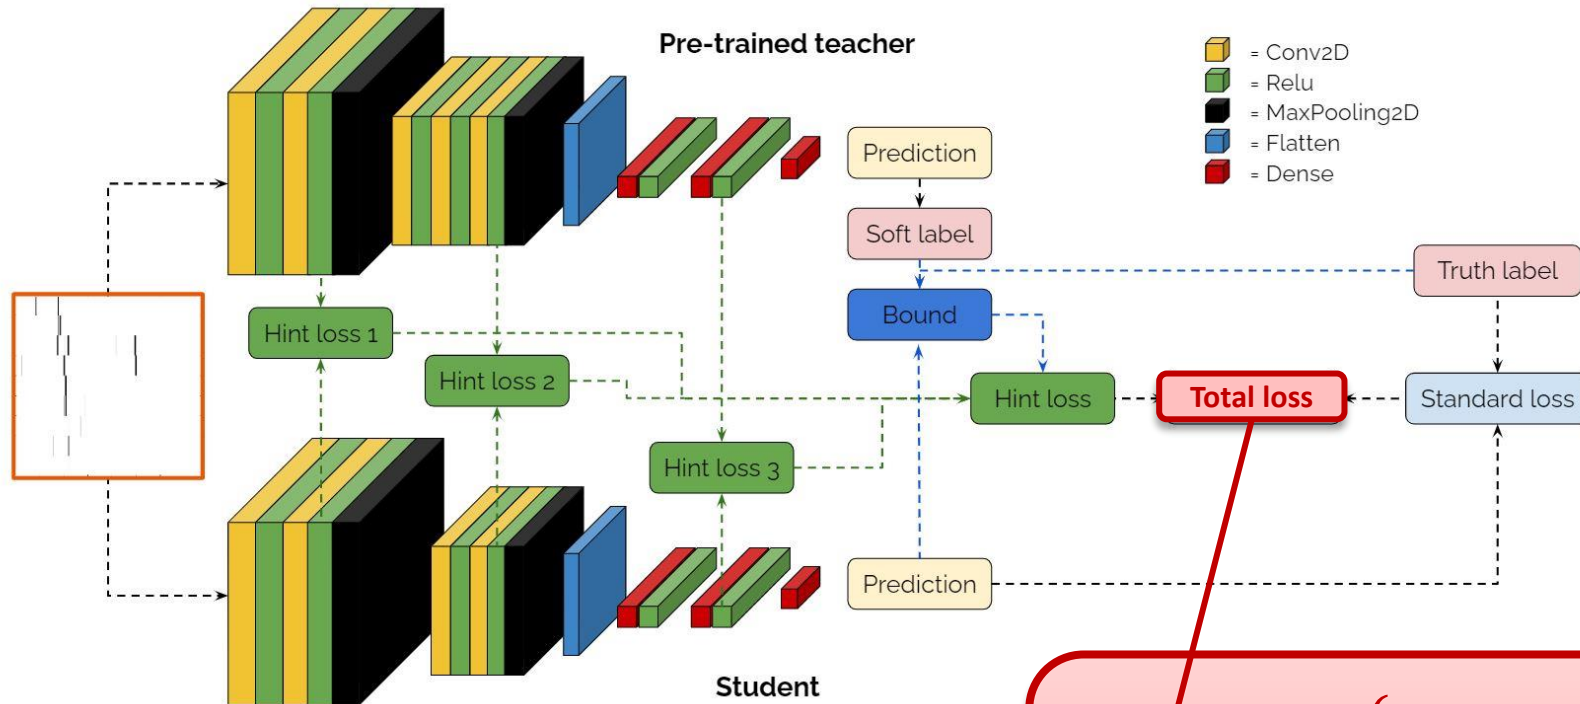 Pre-trained teacher
= Conv2D
= Relu
= MaxPooling2D
= Flatten
= Dense
Prediction
Soft label
Truth label
Bound
Hint loss 1
Hint loss 2
Hint loss
Total loss
Standard loss
Hint loss 3
Prediction
Student